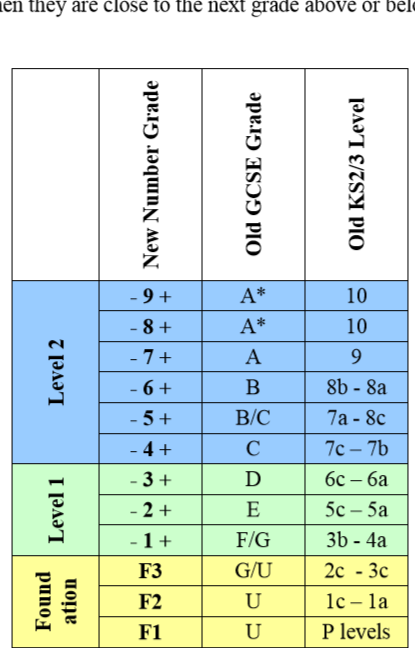 hen they are close to the next grade above or bel
New Number Grade Old GCSE Grade Old KS2/3 Level
Level 2
- 9 + A* 10
- 8 + A* 10
- 7 + A 9
- 6 + B 8b - 8a
- 5 + B/C 7a - 8c
- 4 + C 7c – 7b
Level 1
- 3 + D 6c – 6a
- 2 + E 5c – 5a
- 1 + F/G 3b - 4a
Found
ation
F3 G/U 2c - 3c
F2 U 1c – 1a
F1 U P levels